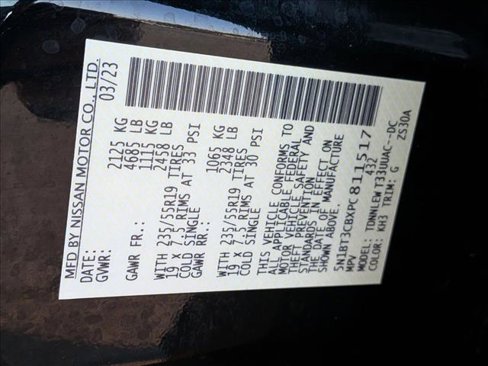 MFD BY NISSAN MOTOR CO., LTD.
DATE: 03/23
GVWR: 2125 KG
4685 LB
GAWR FR.: 1115 KG
2458 LB
WITH 235/55R19 TIRES
19 X 7.5 RIMS AT 33 PSI
COLD SINGLE
GAWR RR.: 1065 KG
2348 LB
WITH 235/55R19 TIRES
19 X 7.5 RIMS AT 30 PSI
COLD SINGLE
THIS VEHICLE CONFORMS TO
ALL APPLICABLE FEDERAL
MOTOR VEHICLE SAFETY AND
THEFT PREVENTION
STANDARDS IN EFFECT ON
THE DATE OF MANUFACTURE
SHOWN ABOVE.
5N1BT3CBXPC811517
MPV 432
MODEL: TDNNLEWT33UUAC-DC
COLOR: KH3 TRIM: G ZS30A